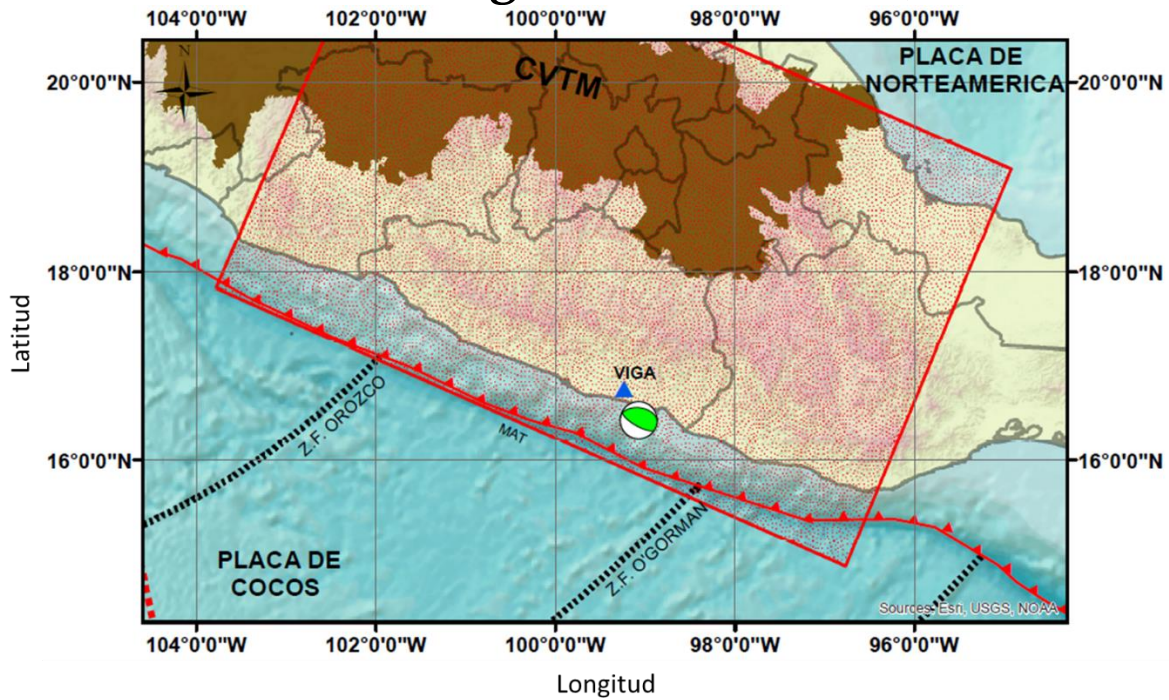 104°0'0"W 102°0'0"W 100°0'0"W 98°0'0"W 96°0'0"W
N
CVTM
PLACA DE
NORTEAMERICA
20°0'0"N 20°0'0"N
18°0'0"N 18°0'0"N
Latitud
VIGA
Z.F. OROZCO
MAT
16°0'0"N 16°0'0"N
Z.F. O'GORMAN
PLACA DE
COCOS
Sources: Esri, USGS, NOAA
104°0'0"W 102°0'0"W 100°0'0"W 98°0'0"W 96°0'0"W
Longitud